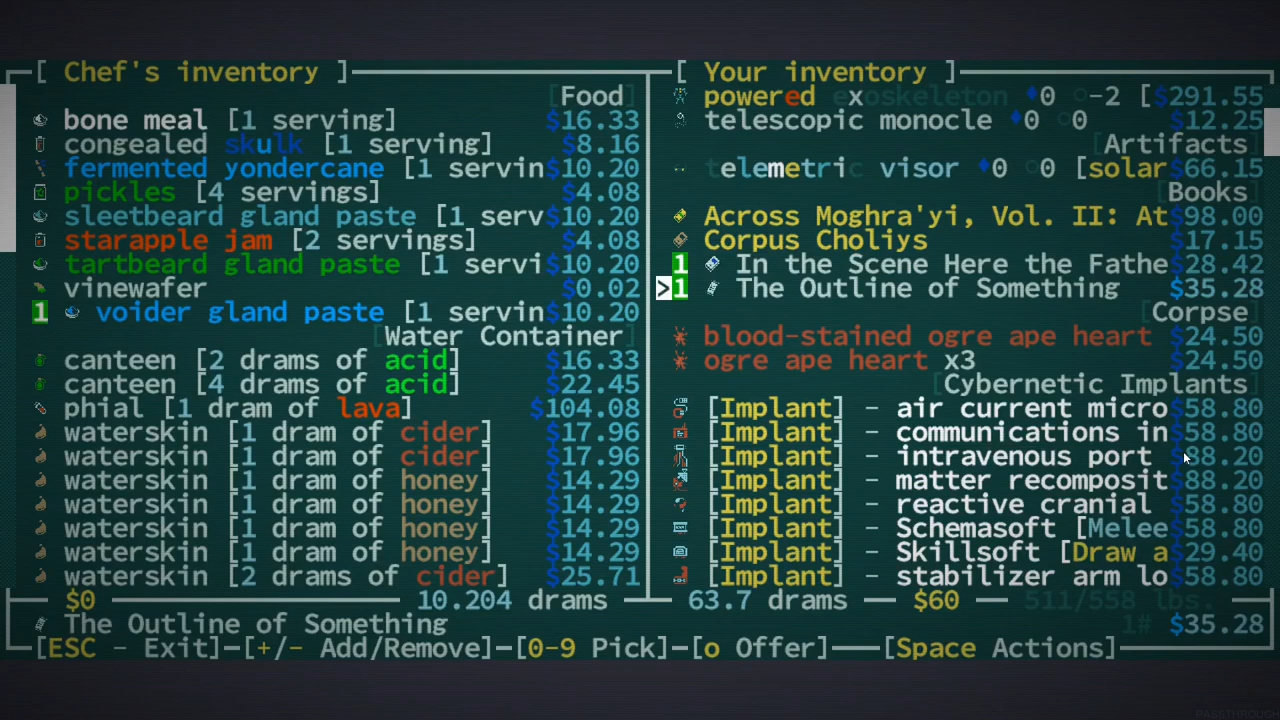 [ Chef's inventory ]
[Food]
bone meal [1 serving] $16.33
congealed skulk [1 serving] $8.16
fermented yondercane [1 servin$10.20
pickles [4 servings] $4.08
sleetbeard gland paste [1 serv$10.20
starapple jam [2 servings] $4.08
tartbeard gland paste [1 servi$10.20
vinewafer $0.02
1 voider gland paste [1 servin$10.20
[Water Container]
canteen [2 drams of acid] $16.33
canteen [4 drams of acid] $22.45
phial [1 dram of lava] $104.08
waterskin [1 dram of cider] $17.96
waterskin [1 dram of cider] $17.96
waterskin [1 dram of honey] $14.29
waterskin [1 dram of honey] $14.29
waterskin [1 dram of honey] $14.29
waterskin [1 dram of honey] $14.29
waterskin [2 drams of cider] $25.71
[ Your inventory ]
powered exoskeleton ♦0 ○-2 [$291.55
telescopic monocle ♦0 ○0 $12.25
[Artifacts]
telemetric visor ♦0 ○0 [solar$66.15
[Books]
Across Moghra'yi, Vol. II: At$98.00
Corpus Choliys $17.15
1 In the Scene Here the Fathe$28.42
>1 The Outline of Something $35.28
[Corpse]
blood-stained ogre ape heart $24.50
ogre ape heart x3 $24.50
[Cybernetic Implants]
[Implant] - air current micro$58.80
[Implant] - communications in$58.80
[Implant] - intravenous port $88.20
[Implant] - matter recomposit$88.20
[Implant] - reactive cranial $58.80
[Implant] - Schemasoft [Melee$58.80
[Implant] - Skillsoft [Draw a$29.40
[Implant] - stabilizer arm lo$58.80
$0 10.204 drams 63.7 drams $60 511/558 lbs.
The Outline of Something 1# $35.28
[ESC - Exit]-[+/- Add/Remove]-[0-9 Pick]-[o Offer]-[Space Actions]